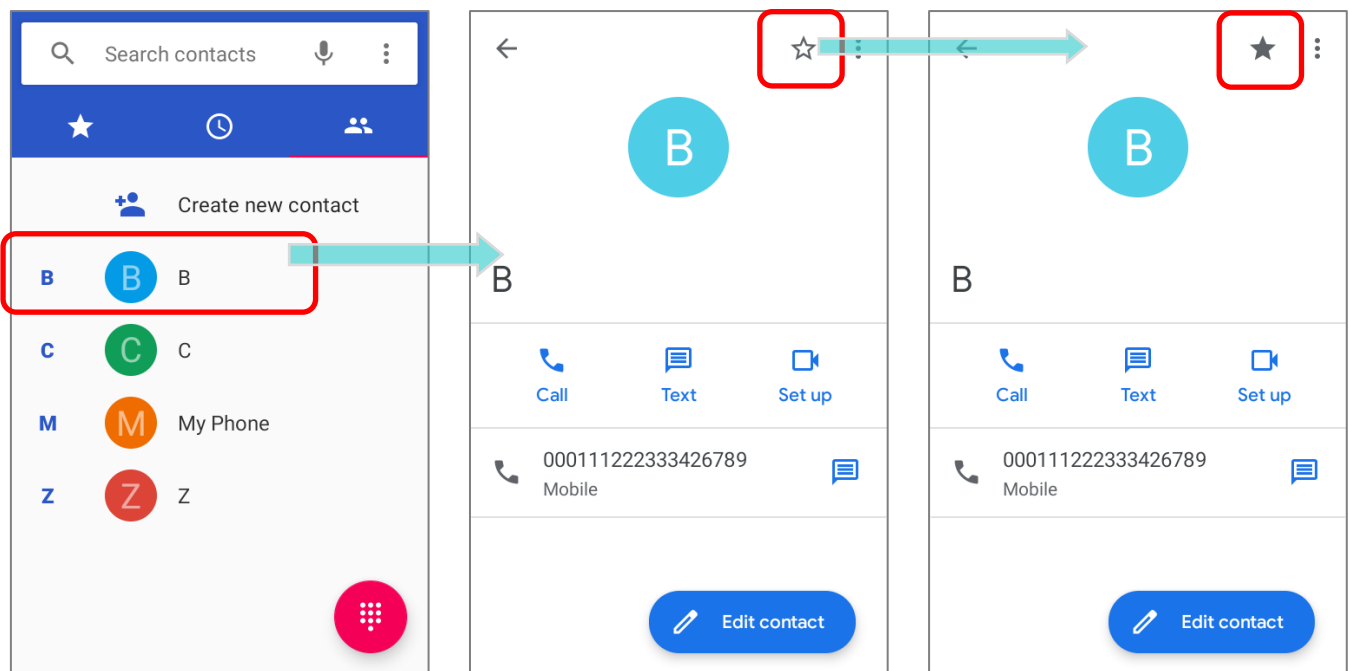 Search contacts
Create new contact
B B B
C C C
M M My Phone
Z Z Z
B
B
Call Text Set up
000111222333426789
Mobile
Edit contact
B
B
Call Text Set up
000111222333426789
Mobile
Edit contact